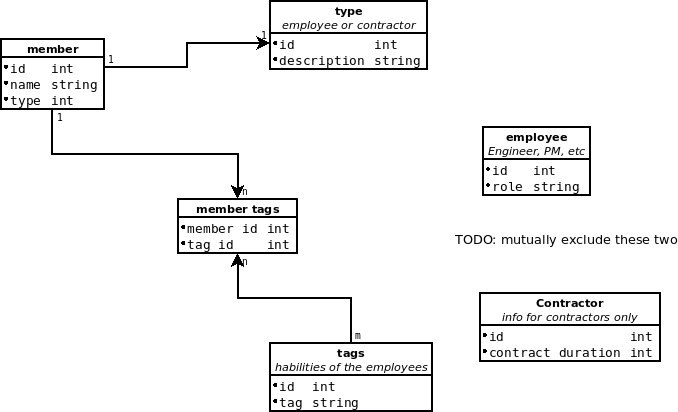 type
employee or contractor
id int
description string
member
id int
name string
type int
1
1
1
n
employee
Engineer, PM, etc
id int
role string
member tags
member id int
tag id int
n
TODO: mutually exclude these two
Contractor
info for contractors only
id int
contract duration int
m
tags
habilities of the employees
id int
tag string